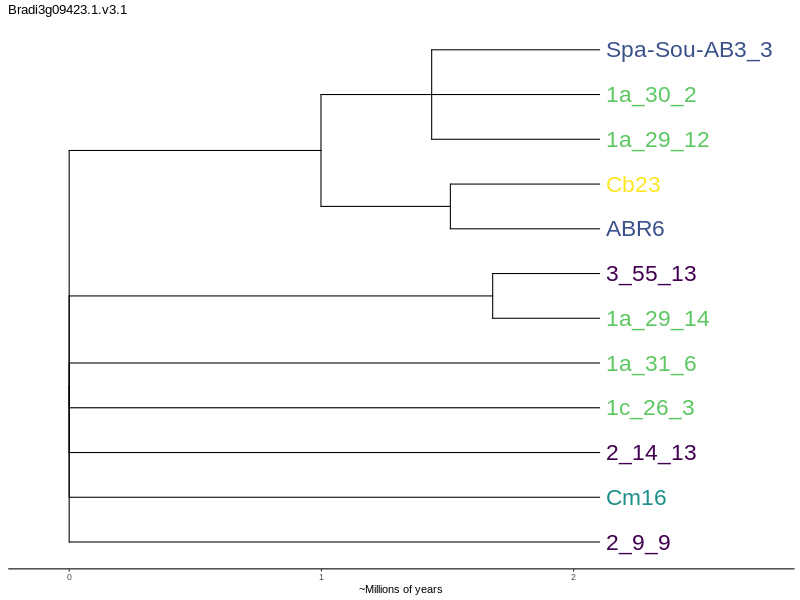 Bradi3g09423.1.v3.1
Spa-Sou-AB3_3
1a_30_2
1a_29_12
Cb23
ABR6
3_55_13
1a_29_14
1a_31_6
1c_26_3
2_14_13
Cm16
2_9_9
0 1 2
~Millions of years